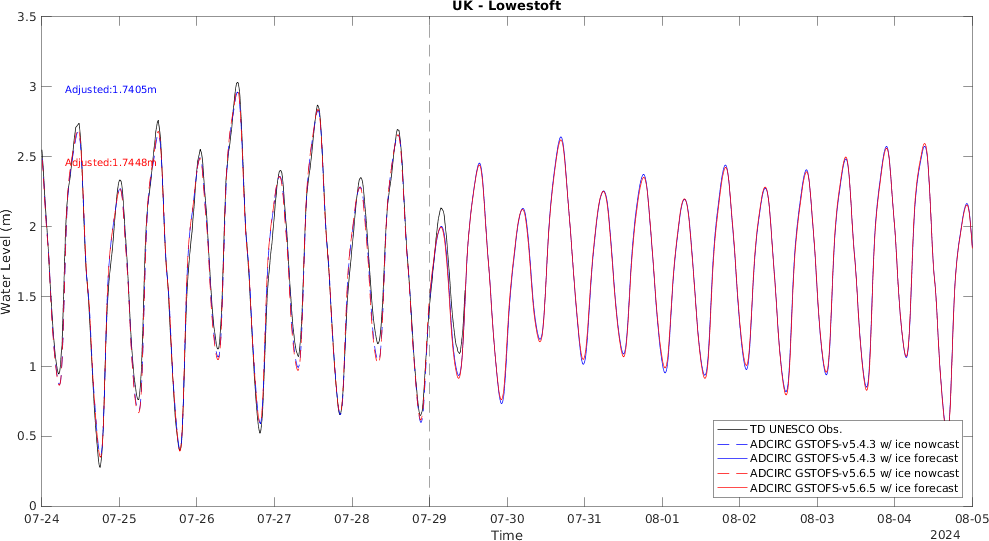 UK - Lowestoft
3.5
3
2.5
2
1.5
1
0.5
0
Water Level (m)
Adjusted:1.7405m
Adjusted:1.7448m
TD UNESCO Obs.
ADCIRC GSTOFS-v5.4.3 w/ ice nowcast
ADCIRC GSTOFS-v5.4.3 w/ ice forecast
ADCIRC GSTOFS-v5.6.5 w/ ice nowcast
ADCIRC GSTOFS-v5.6.5 w/ ice forecast
07-24 07-25 07-26 07-27 07-28 07-29 07-30 07-31 08-01 08-02 08-03 08-04 08-05
Time
2024